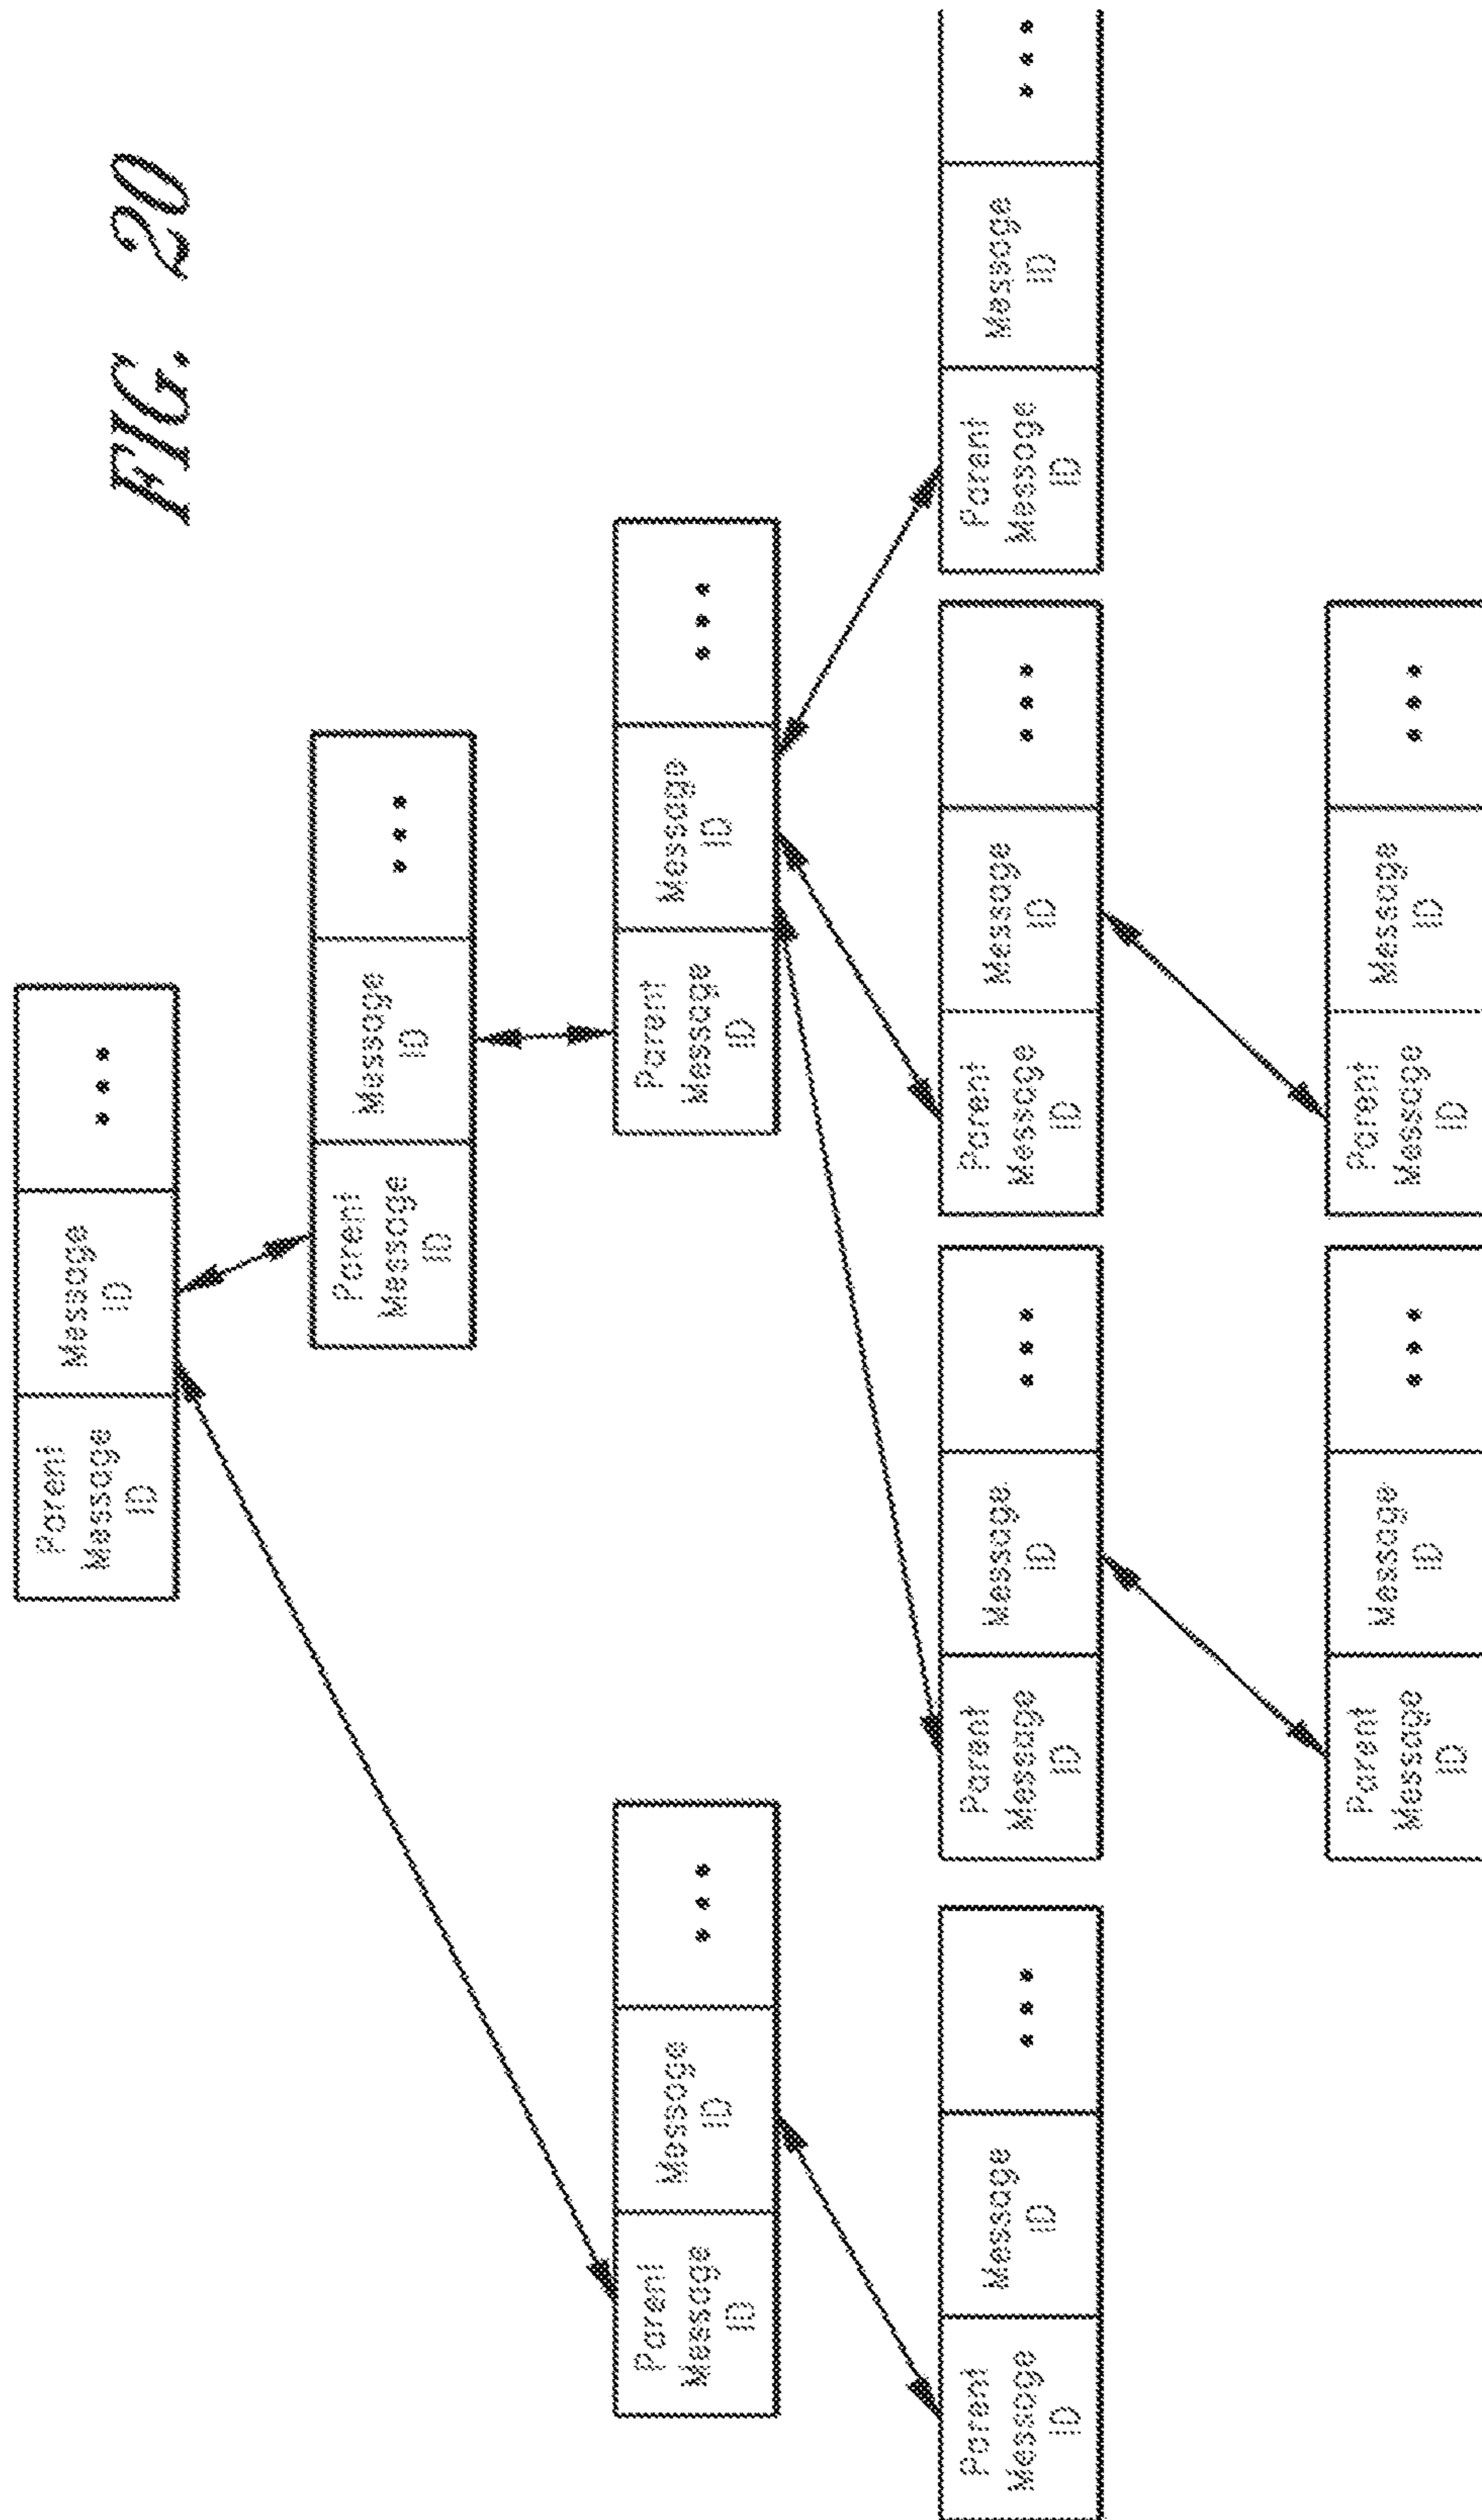 FIG. 20
Parent
Message
ID
Message
ID
• • •
Parent
Message
ID
Message
ID
• • •
Parent
Message
ID
Message
ID
• • •
Parent
Message
ID
Message
ID
• • •
Parent
Message
ID
Message
ID
• • •
Parent
Message
ID
Message
ID
• • •
Parent
Message
ID
Message
ID
• • •
Parent
Message
ID
Message
ID
• • •
Parent
Message
ID
Message
ID
• • •
Parent
Message
ID
Message
ID
• • •